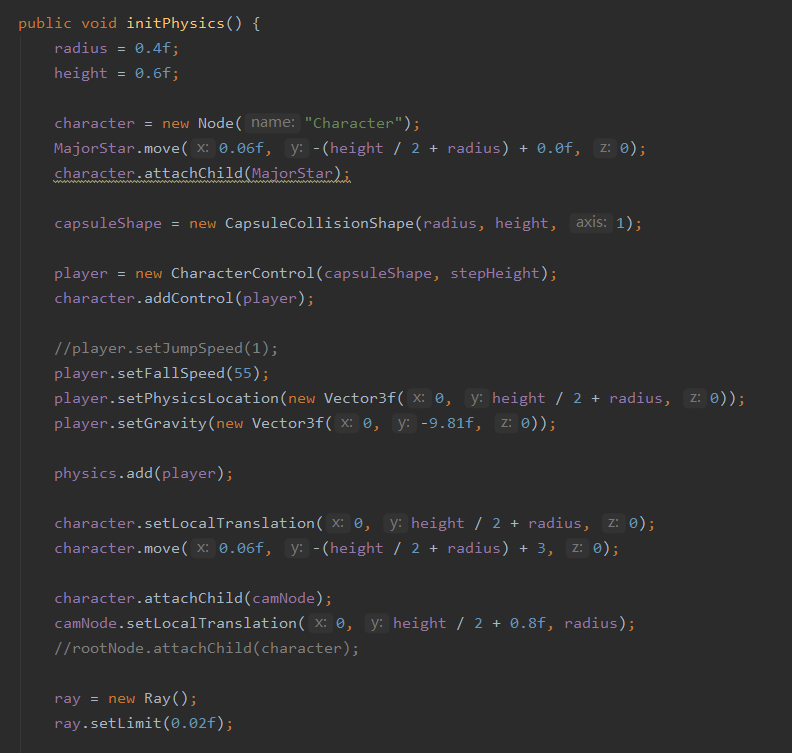 public void initPhysics() {
radius = 0.4f;
height = 0.6f;
character = new Node( name: "Character");
MajorStar.move( x: 0.06f, y: -(height / 2 + radius) + 0.0f, z: 0);
character.attachChild(MajorStar);
capsuleShape = new CapsuleCollisionShape(radius, height, axis: 1);
player = new CharacterControl(capsuleShape, stepHeight);
character.addControl(player);
//player.setJumpSpeed(1);
player.setFallSpeed(55);
player.setPhysicsLocation(new Vector3f( x: 0, y: height / 2 + radius, z: 0));
player.setGravity(new Vector3f( x: 0, y: -9.81f, z: 0));
physics.add(player);
character.setLocalTranslation( x: 0, y: height / 2 + radius, z: 0);
character.move( x: 0.06f, y: -(height / 2 + radius) + 3, z: 0);
character.attachChild(camNode);
camNode.setLocalTranslation( x: 0, y: height / 2 + 0.8f, radius);
//rootNode.attachChild(character);
ray = new Ray();
ray.setLimit(0.02f);